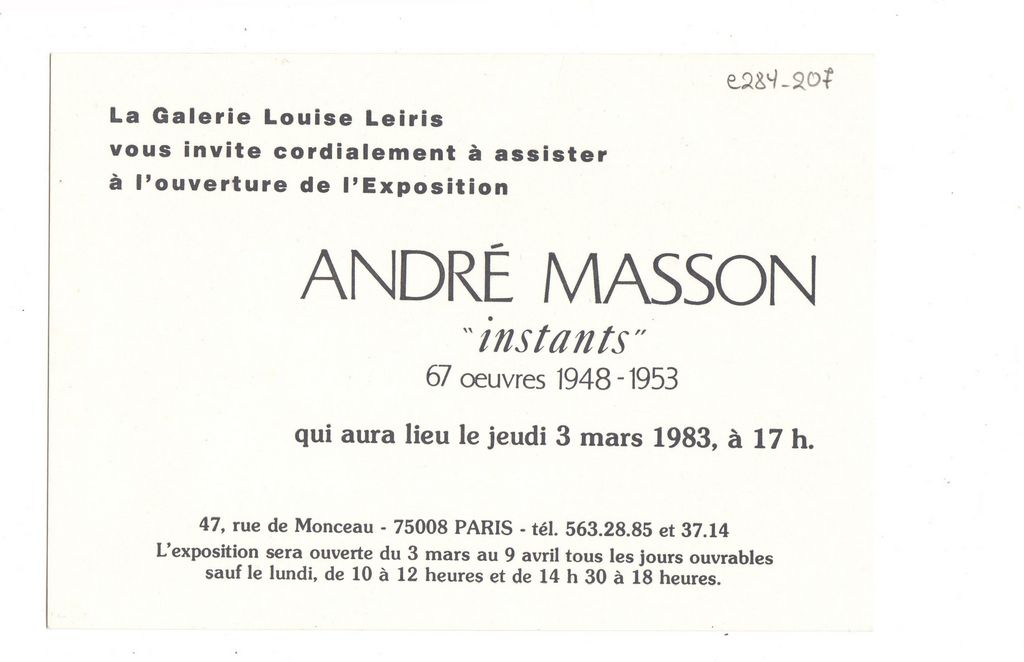 e284-207
La Galerie Louise Leiris
vous invite cordialement à assister
à l'ouverture de l'Exposition
ANDRÉ MASSON
"instants"
67 oeuvres 1948-1953
qui aura lieu le jeudi 3 mars 1983, à 17 h.
47, rue de Monceau - 75008 PARIS - tél. 563.28.85 et 37.14
L'exposition sera ouverte du 3 mars au 9 avril tous les jours ouvrables
sauf le lundi, de 10 à 12 heures et de 14 h 30 à 18 heures.